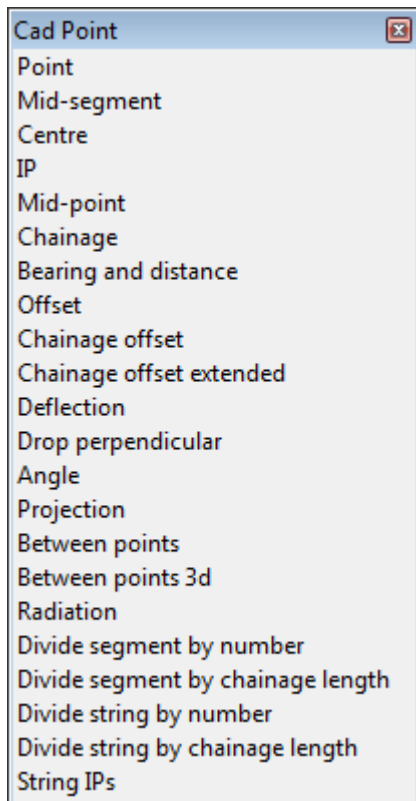 Cad Point
Point
Mid-segment
Centre
IP
Mid-point
Chainage
Bearing and distance
Offset
Chainage offset
Chainage offset extended
Deflection
Drop perpendicular
Angle
Projection
Between points
Between points 3d
Radiation
Divide segment by number
Divide segment by chainage length
Divide string by number
Divide string by chainage length
String IPs